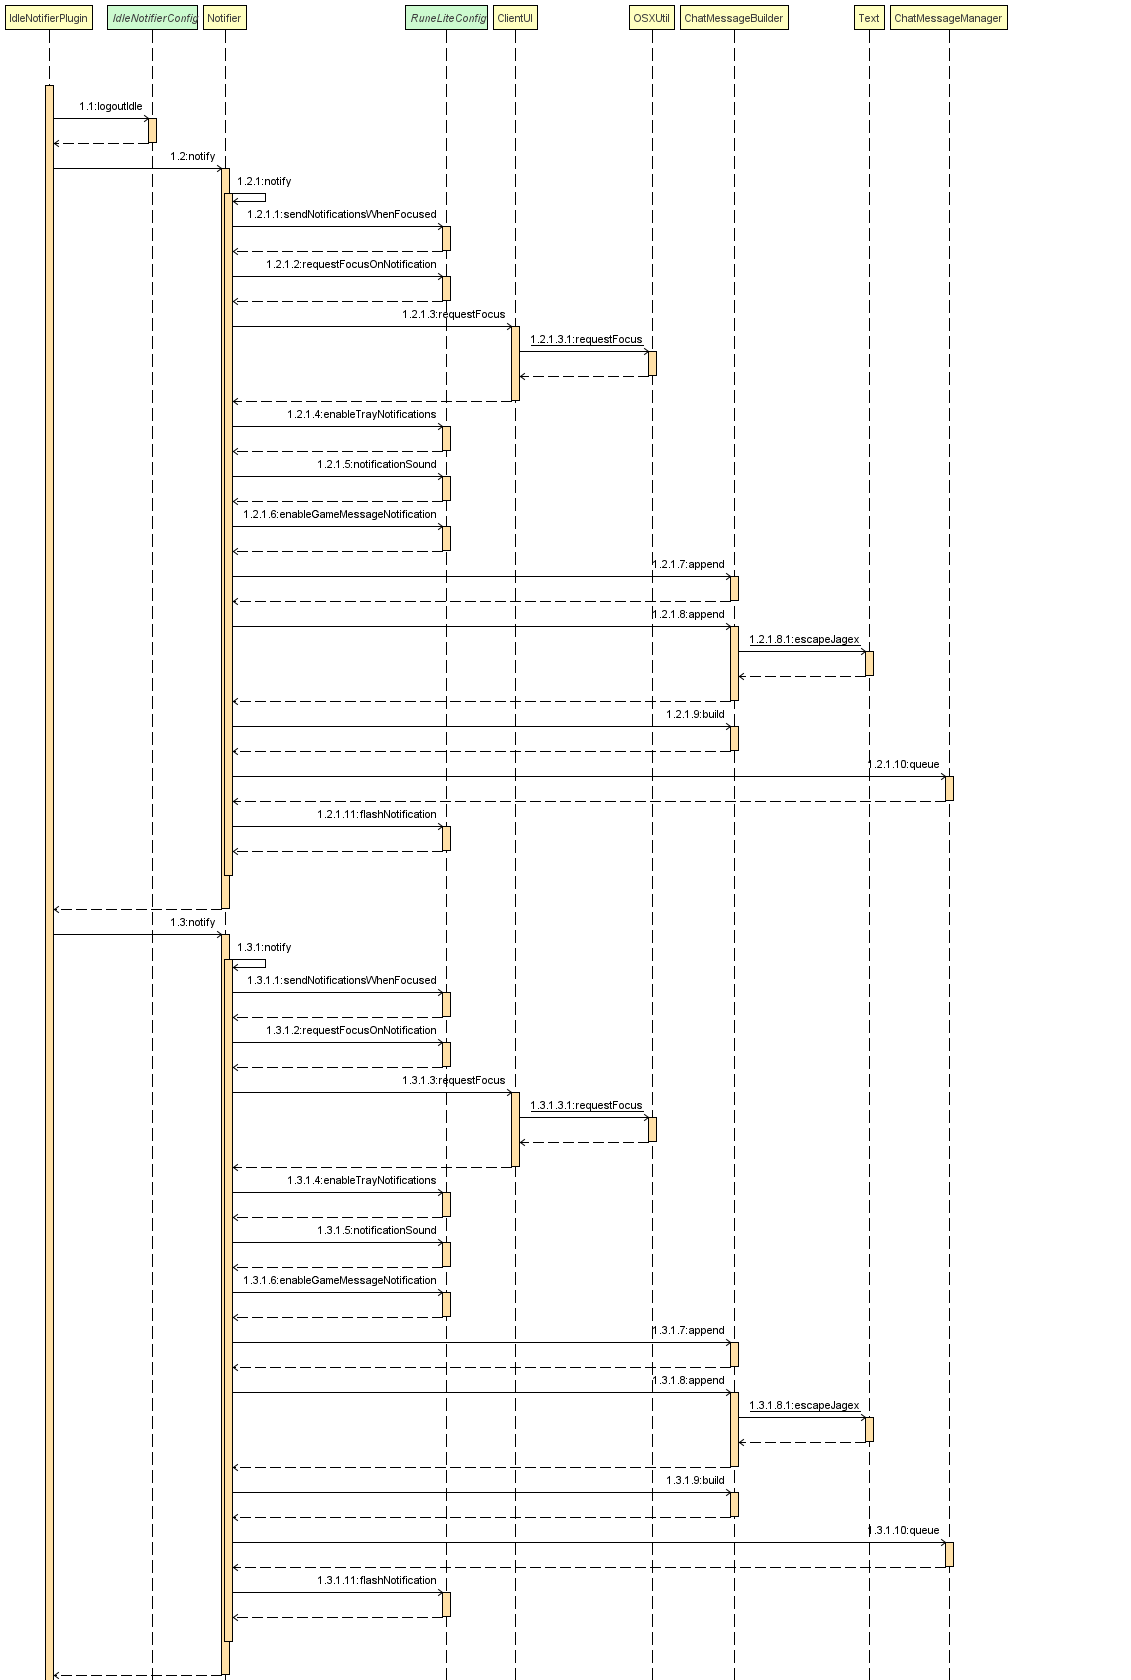 IdleNotifierPlugin
IdleNotifierConfig
Notifier
RuneLiteConfig
ClientUI
OSXUtil
ChatMessageBuilder
Text
ChatMessageManager
1.1:logoutIdle
1.2:notify
1.2.1:notify
1.2.1.1:sendNotificationsWhenFocused
1.2.1.2:requestFocusOnNotification
1.2.1.3:requestFocus
1.2.1.3.1:requestFocus
1.2.1.4:enableTrayNotifications
1.2.1.5:notificationSound
1.2.1.6:enableGameMessageNotification
1.2.1.7:append
1.2.1.8:append
1.2.1.8.1:escapeJagex
1.2.1.9:build
1.2.1.10:queue
1.2.1.11:flashNotification
1.3:notify
1.3.1:notify
1.3.1.1:sendNotificationsWhenFocused
1.3.1.2:requestFocusOnNotification
1.3.1.3:requestFocus
1.3.1.3.1:requestFocus
1.3.1.4:enableTrayNotifications
1.3.1.5:notificationSound
1.3.1.6:enableGameMessageNotification
1.3.1.7:append
1.3.1.8:append
1.3.1.8.1:escapeJagex
1.3.1.9:build
1.3.1.10:queue
1.3.1.11:flashNotification